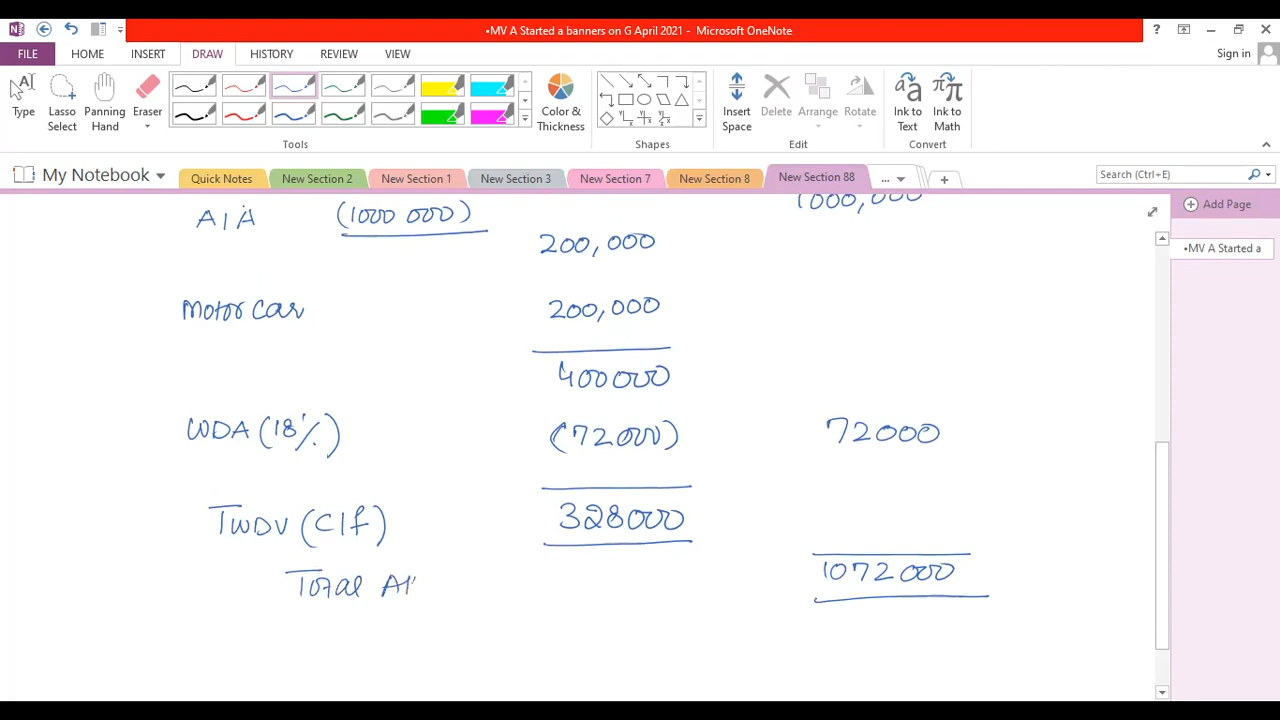 •MV A Started a banners on G April 2021 - Microsoft OneNote
Sign in
FILE HOME INSERT DRAW HISTORY REVIEW VIEW
Type
Lasso Select
Panning Hand
Eraser
Color & Thickness
Insert Space
Delete
Arrange
Rotate
Ink to Text
Ink to Math
Tools
Shapes
Edit
Convert
My Notebook
Quick Notes
New Section 2
New Section 1
New Section 3
New Section 7
New Section 8
New Section 88
...
Search (Ctrl+E)
Add Page
•MV A Started a
1000,000
AIA (1000 000)
200,000
Motor Car 200,000
400000
WDA (18%) (72000) 72000
TWDV (C/f) 328000
1072000
Total Al